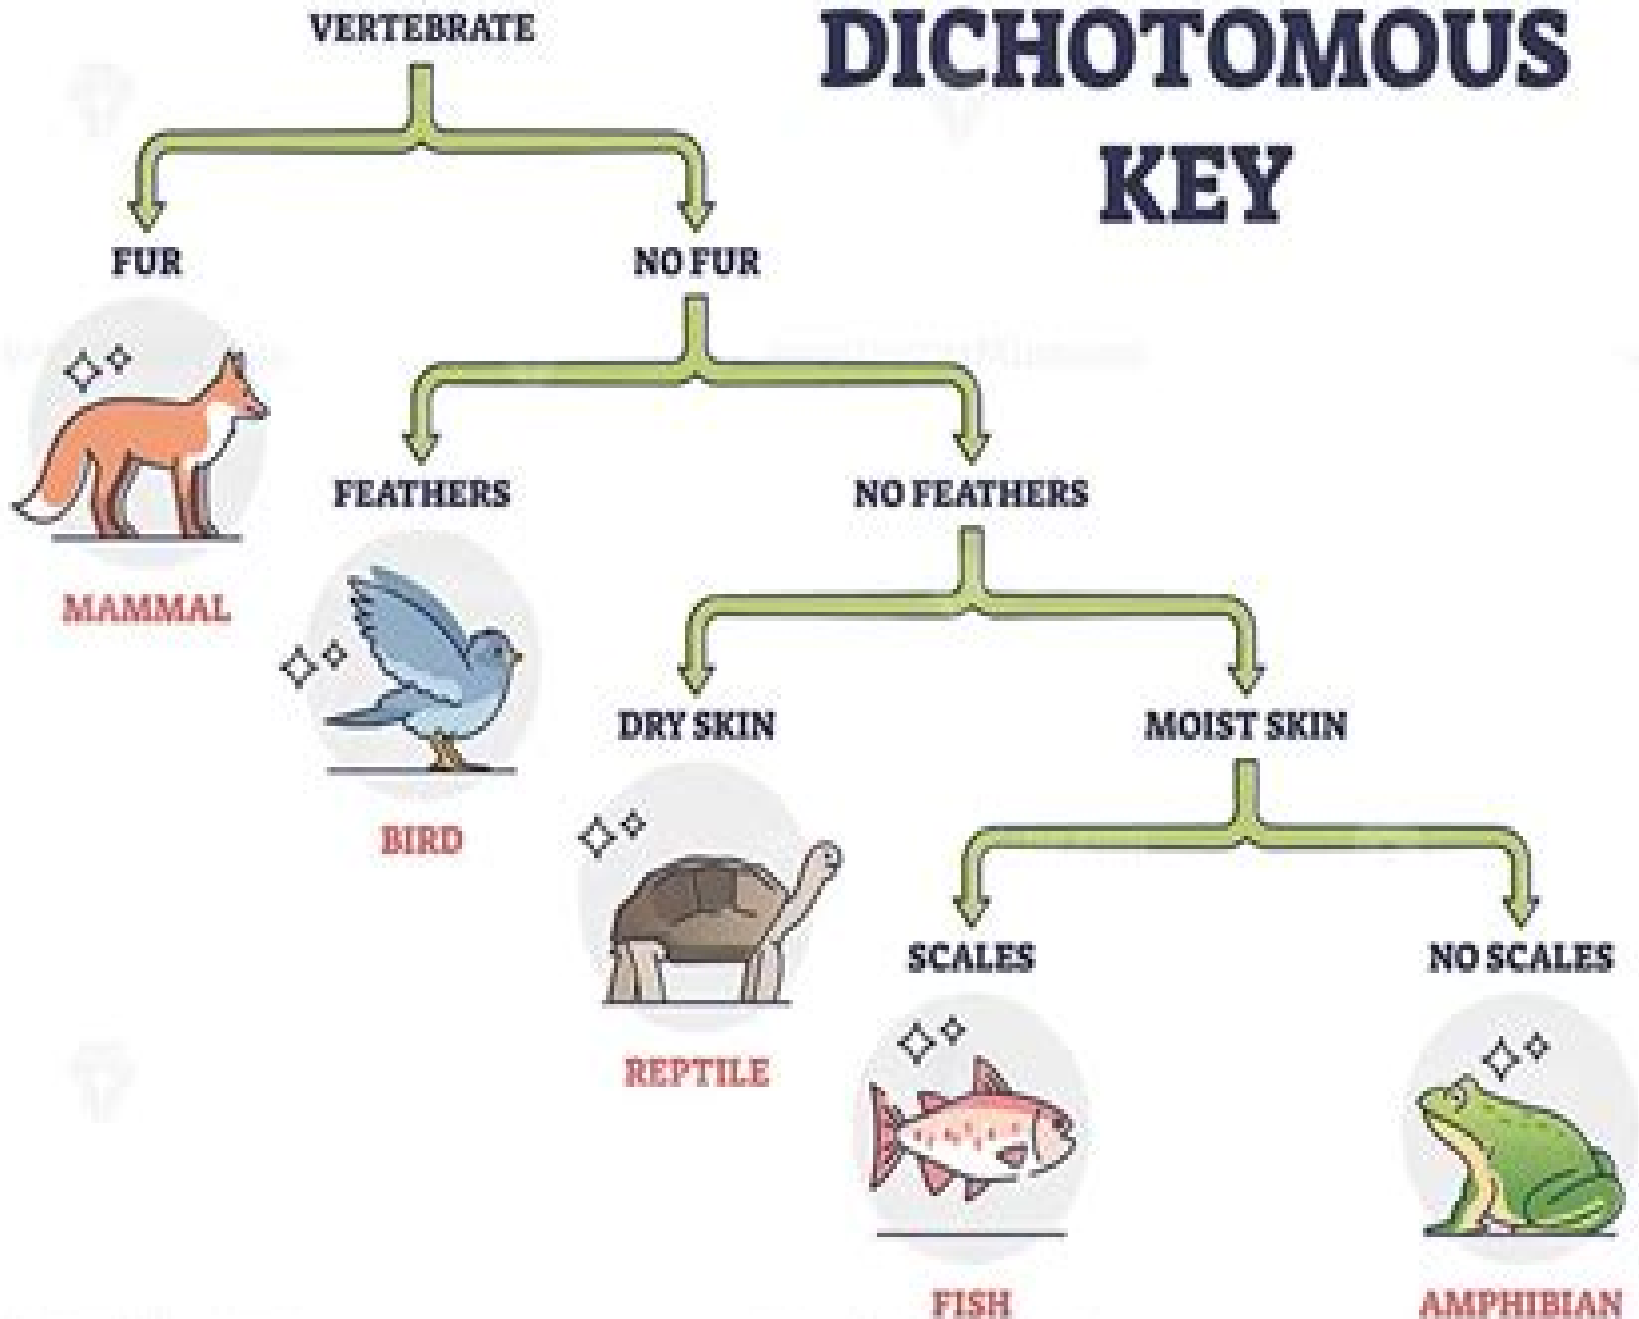 DICHOTOMOUS
KEY
VERTEBRATE
FUR
NO FUR
MAMMAL
FEATHERS
NO FEATHERS
BIRD
DRY SKIN
MOIST SKIN
REPTILE
SCALES
NO SCALES
FISH
AMPHIBIAN